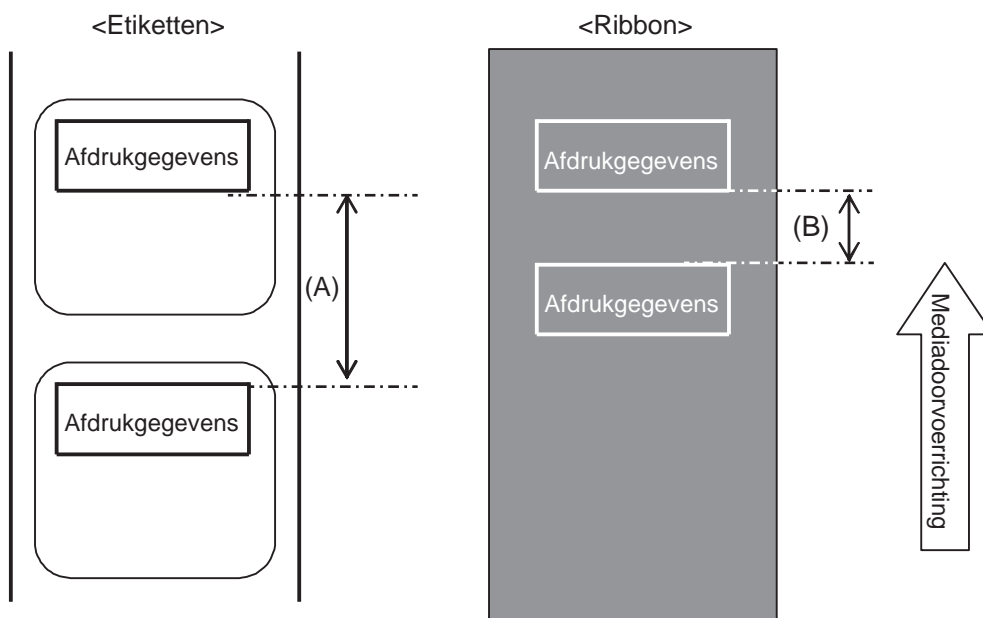 <Etiketten>
Afdrukgegevens
(A)
Afdrukgegevens
<Ribbon>
Afdrukgegevens
(B)
Afdrukgegevens
Mediadoorvoerrichting